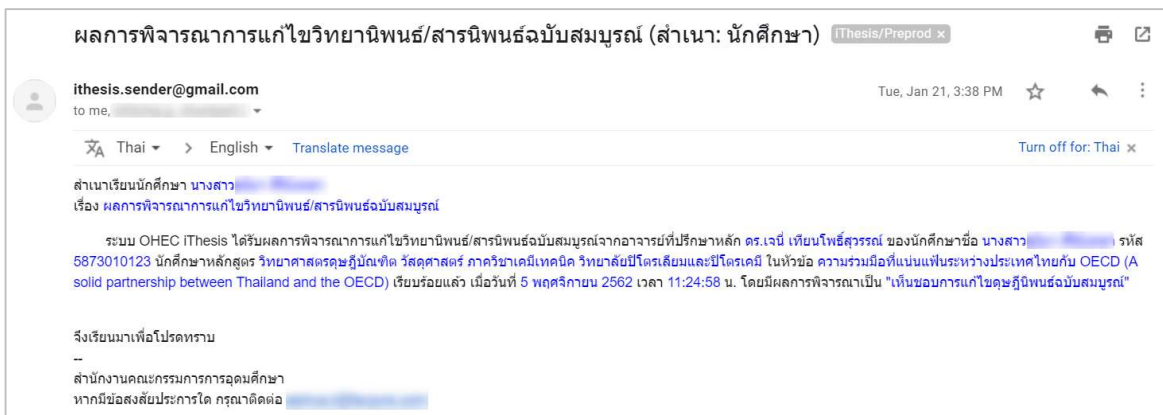 ผลการพิจารณาการแก้ไขวิทยานิพนธ์/สารนิพนธ์ฉบับสมบูรณ์ (สำเนา: นักศึกษา) iThesis/Preprod x
ithesis.sender@gmail.com
Tue, Jan 21, 3:38 PM
to me,
Thai > English Translate message
Turn off for: Thai x
สำเนาเรียนนักศึกษา นางสาว
เรื่อง ผลการพิจารณาการแก้ไขวิทยานิพนธ์/สารนิพนธ์ฉบับสมบูรณ์
ระบบ OHEC iThesis ได้รับผลการพิจารณาการแก้ไขวิทยานิพนธ์/สารนิพนธ์ฉบับสมบูรณ์จากอาจารย์ที่ปรึกษาหลัก ดร.เจนี่ เทียนโพธิ์สุวรรณ์ ของนักศึกษาชื่อ นางสาว รหัส
5873010123 นักศึกษาหลักสูตร วิทยาศาสตรดุษฎีบัณฑิต วัสดุศาสตร์ ภาควิชาเคมีเทคนิค วิทยาลัยปิโตรเลียมและปิโตรเคมี ในหัวข้อ ความร่วมมือที่แน่นแฟ้นระหว่างประเทศไทยกับ OECD (A
solid partnership between Thailand and the OECD) เรียบร้อยแล้ว เมื่อวันที่ 5 พฤศจิกายน 2562 เวลา 11:24:58 น. โดยมีผลการพิจารณาเป็น "เห็นชอบการแก้ไขดุษฎีนิพนธ์ฉบับสมบูรณ์"
จึงเรียนมาเพื่อโปรดทราบ
--
สำนักงานคณะกรรมการการอุดมศึกษา
หากมีข้อสงสัยประการใด กรุณาติดต่อ